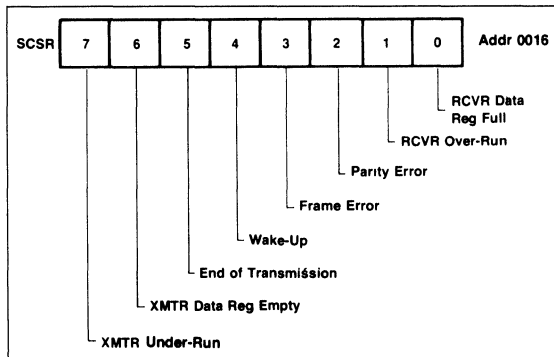 SCSR 7 6 5 4 3 2 1 0 Addr 0016
RCVR Data
Reg Full
RCVR Over-Run
Parity Error
Frame Error
Wake-Up
End of Transmission
XMTR Data Reg Empty
XMTR Under-Run